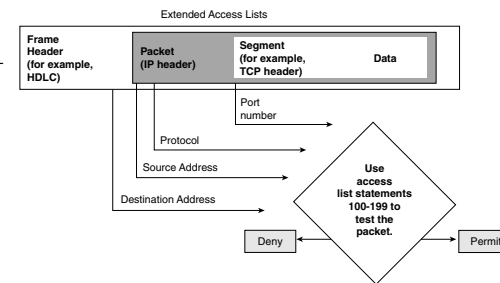 Extended Access Lists
Frame
Header
(for example,
HDLC)
Packet
(IP header)
Segment
(for example,
TCP header)
Data
Port
number
Protocol
Source Address
Destination Address
Use
access
list statements
100-199 to
test the
packet.
Deny
Permit